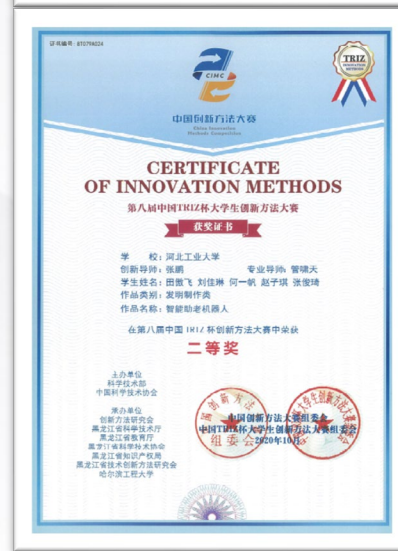 证书编号:
TRIZ
CIMC
中国创新方法大赛
China Innovation
Methods Competition
CERTIFICATE
OF INNOVATION METHODS
第八届中国TRIZ杯大学生创新方法大赛
获奖证书
学 校:河北工业大学
创新导师:张鹏 专业导师:管啸天
学生姓名:田傲飞 刘佳琳 何一帆 赵子琪 张俊琦
作品类别:发明制作类
作品名称:智能助老机器人
在第八届中国 TRIZ 杯创新方法大赛中荣获
二等奖
主办单位
科学技术部
中国科学技术协会
承办单位
创新方法研究会
黑龙江省科学技术厅
黑龙江省教育厅
黑龙江省科学技术协会
黑龙江省知识产权局
黑龙江省技术创新方法研究会
哈尔滨工程大学
中国创新方法大赛组委会
中国TRIZ杯大学生创新方法大赛组委会
2020年10月
组委会
组委会